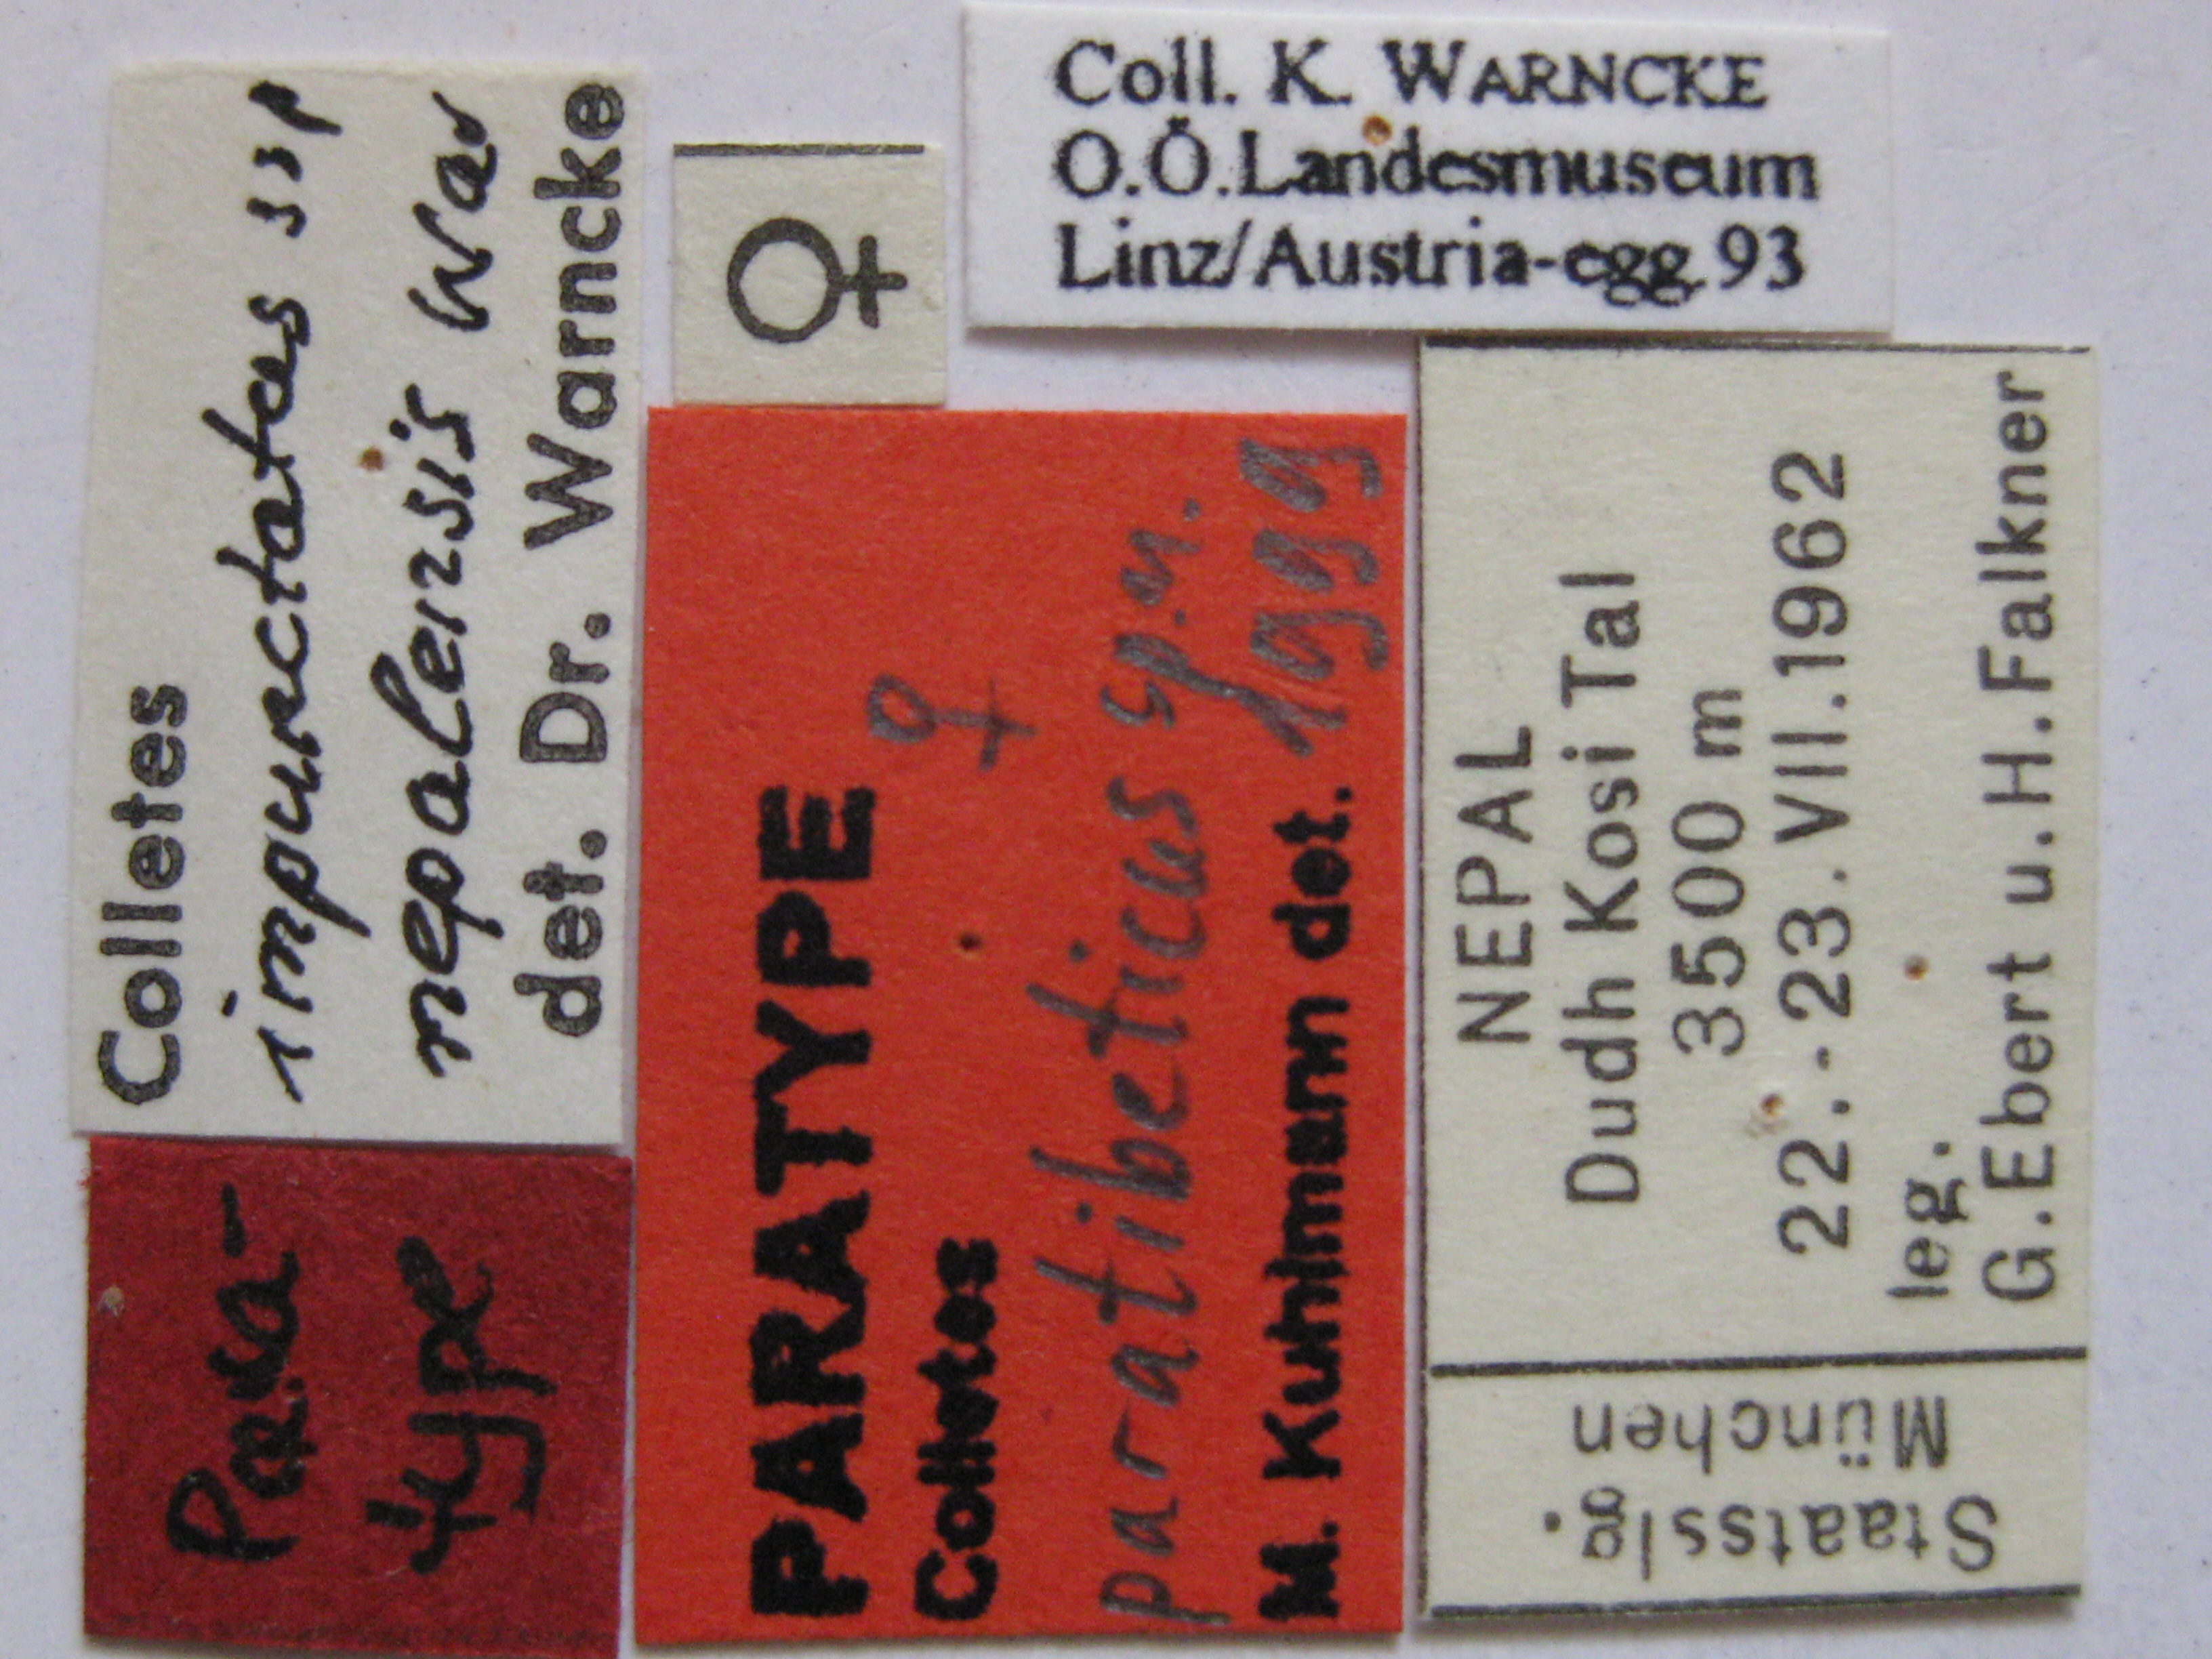 Coll. K. WARNCKE
O.Ö.Landesmuseum
Linz/Austria-egg.93
Colletes
impunctatus ssp
nepalensis War
det. Dr. Warncke
♀
Para-
type
PARATYPE
Colletes ♀
paratibeticus sp.n.
M. Kuhlmann det. 1999
NEPAL
Dudh Kosi Tal
3500 m
22.-23.VII.1962
leg.
G.Ebert u.H.Falkner
Staatsslg.
München